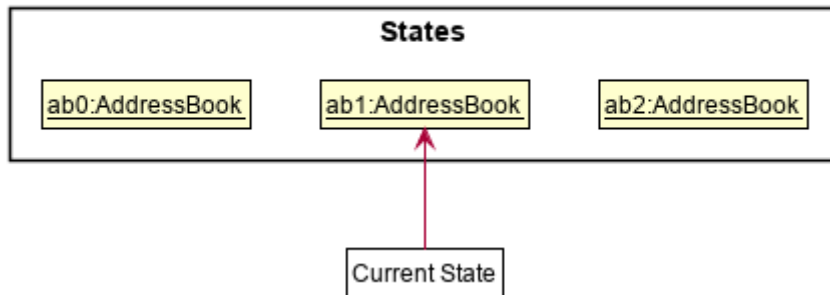 States
ab0:AddressBook
ab1:AddressBook
ab2:AddressBook
Current State